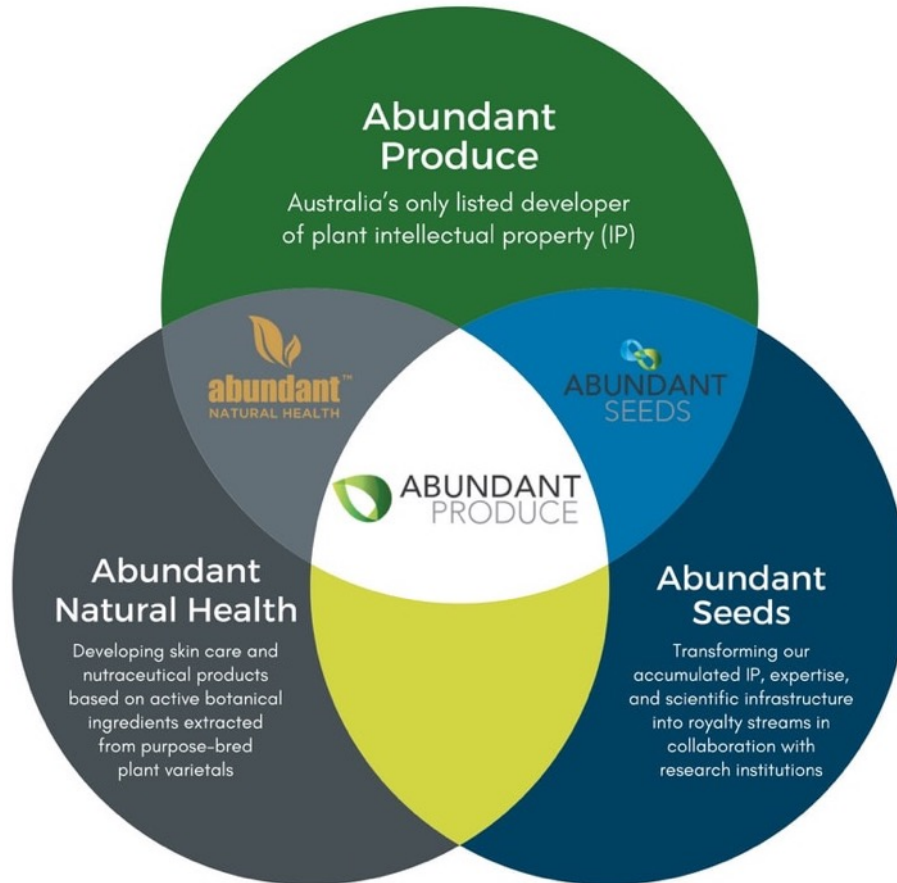 Abundant
Produce
Australia's only listed developer
of plant intellectual property (IP)
abundant™
NATURAL HEALTH
ABUNDANT
SEEDS
ABUNDANT
PRODUCE
Abundant
Natural Health
Developing skin care and
nutraceutical products
based on active botanical
ingredients extracted
from purpose-bred
plant varietals
Abundant
Seeds
Transforming our
accumulated IP, expertise,
and scientific infrastructure
into royalty streams in
collaboration with
research institutions